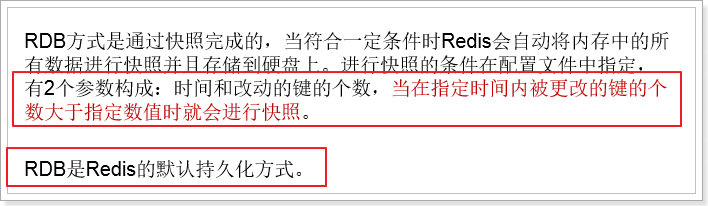 RDB方式是通过快照完成的，当符合一定条件时Redis会自动将内存中的所
有数据进行快照并且存储到硬盘上。进行快照的条件在配置文件中指定，
有2个参数构成：时间和改动的键的个数，当在指定时间内被更改的键的个
数大于指定数值时就会进行快照。
RDB是Redis的默认持久化方式。